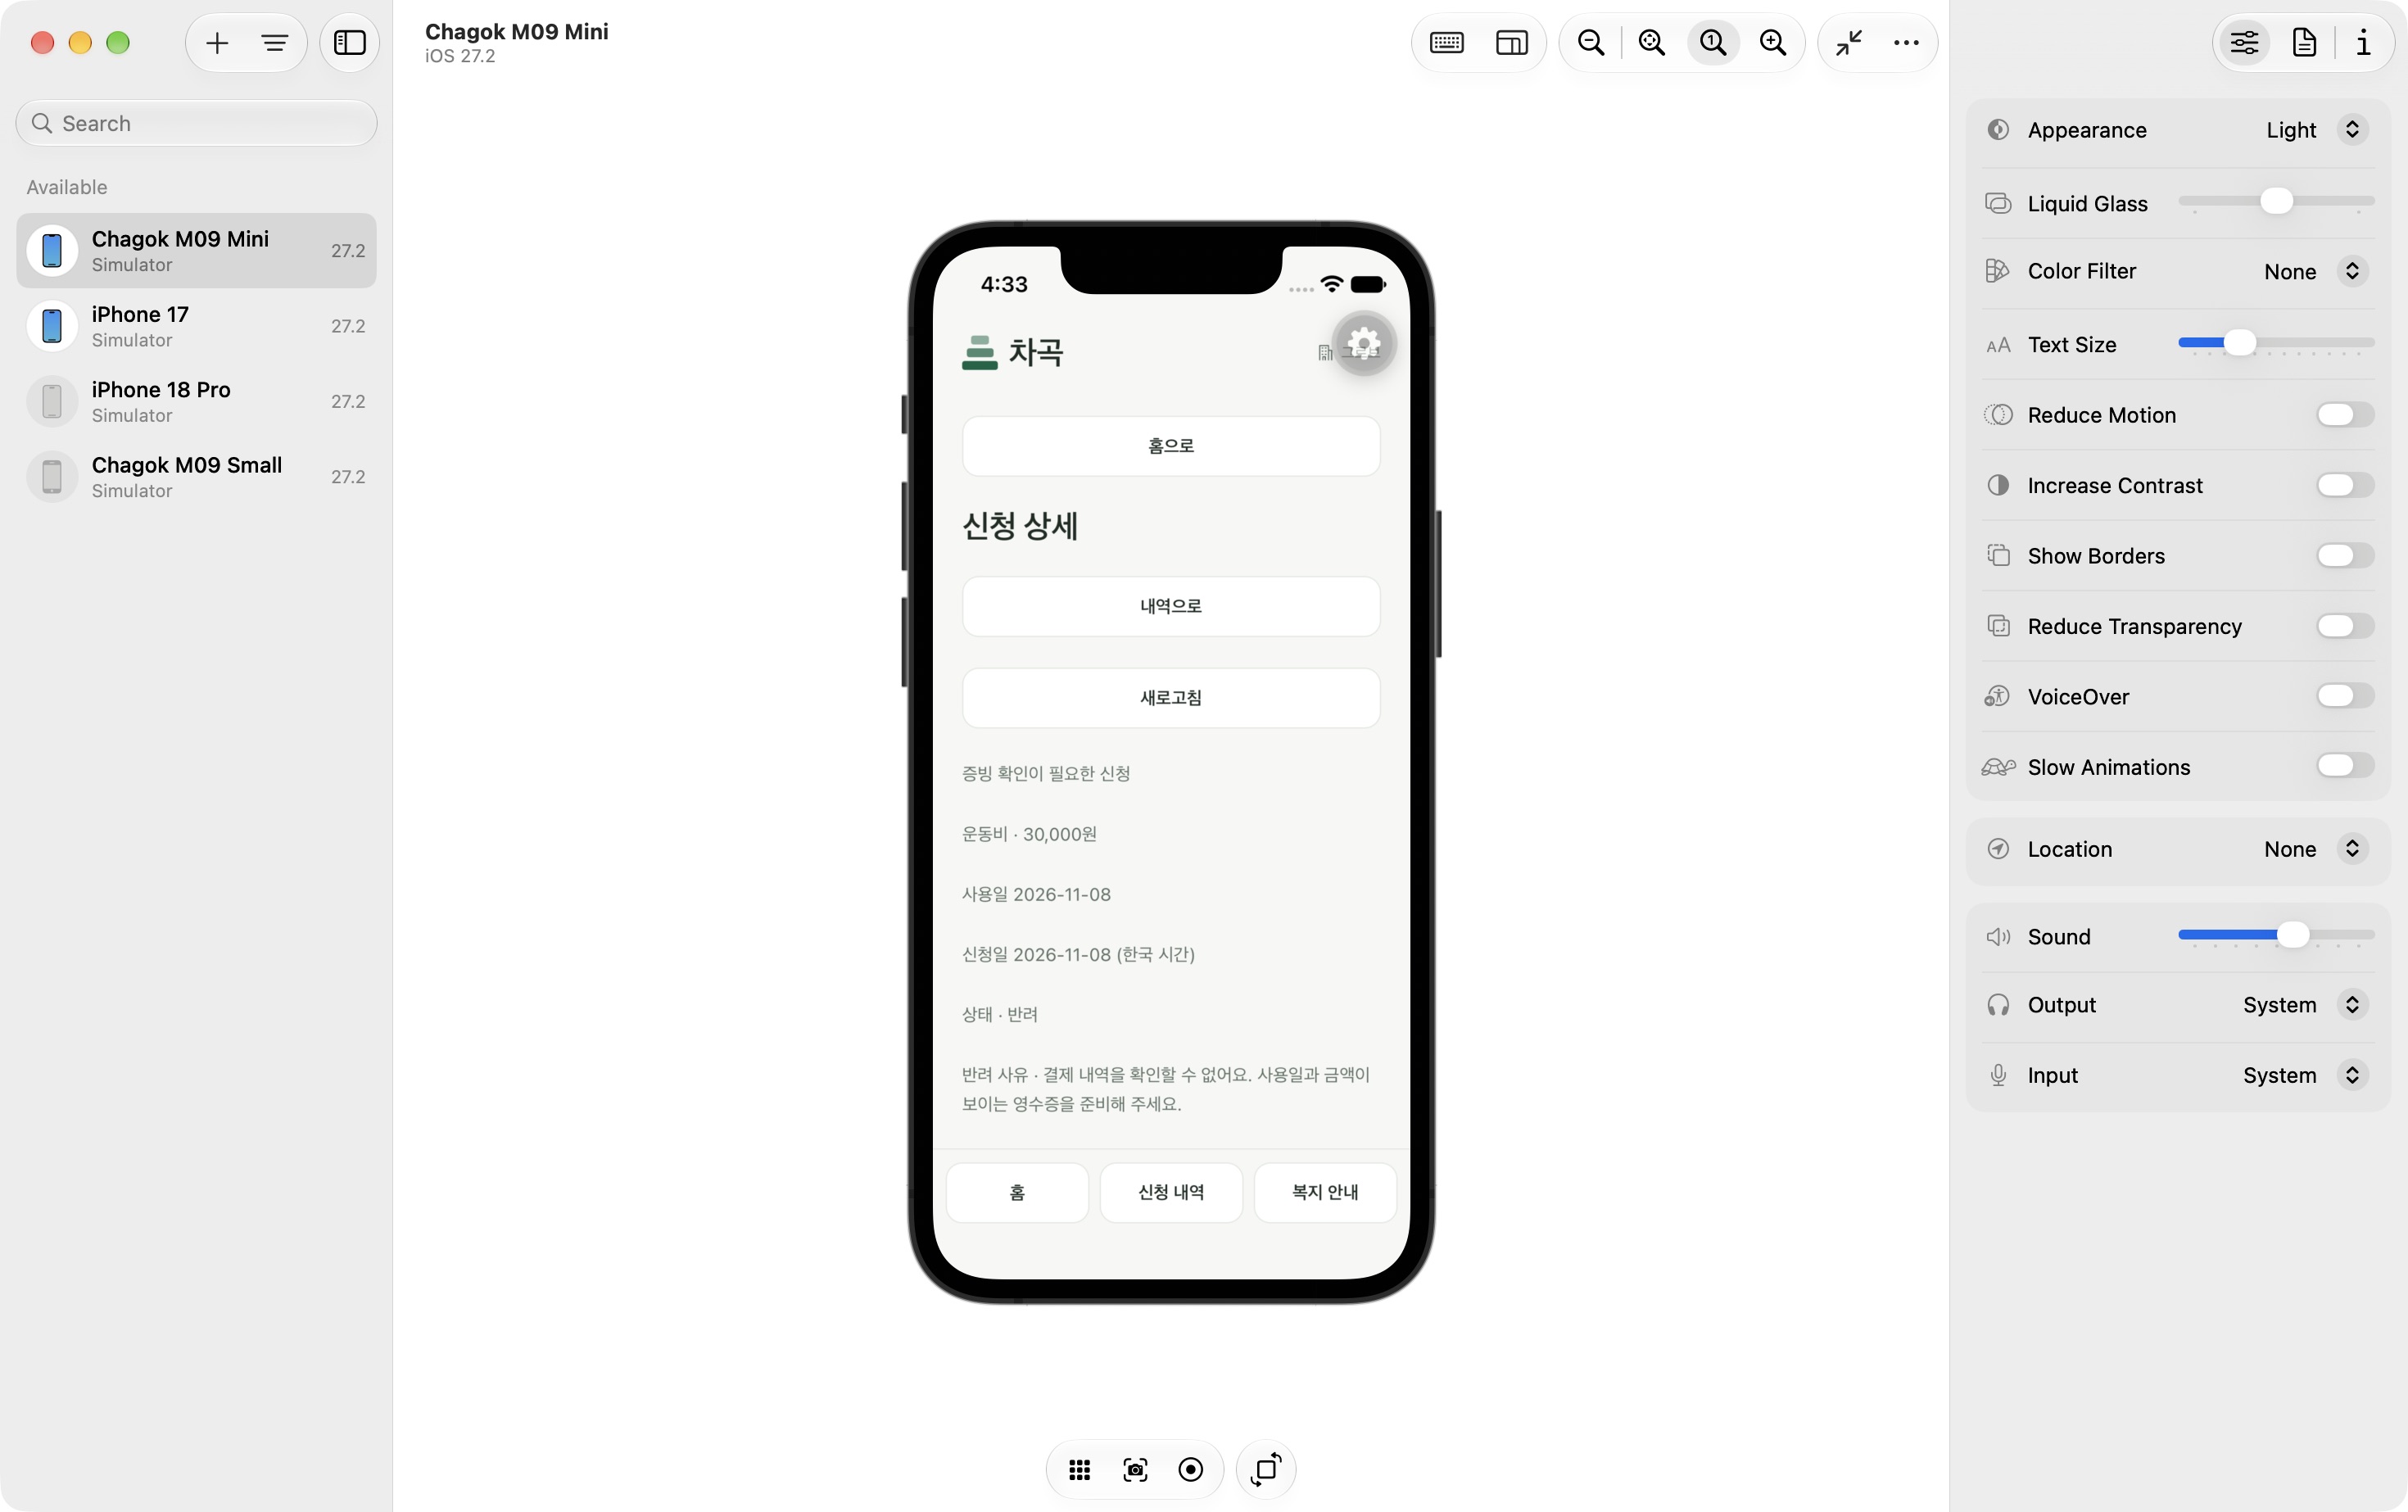 Search
Available
Chagok M09 Mini
Simulator
27.2
iPhone 17
Simulator
27.2
iPhone 18 Pro
Simulator
27.2
Chagok M09 Small
Simulator
27.2
Chagok M09 Mini
iOS 27.2
4:33
차곡
홈으로
신청 상세
내역으로
새로고침
증빙 확인이 필요한 신청
운동비 · 30,000원
사용일 2026-11-08
신청일 2026-11-08 (한국 시간)
상태 · 반려
반려 사유 · 결제 내역을 확인할 수 없어요. 사용일과 금액이
보이는 영수증을 준비해 주세요.
홈
신청 내역
복지 안내
Appearance
Light
Liquid Glass
Color Filter
None
Text Size
Reduce Motion
Increase Contrast
Show Borders
Reduce Transparency
VoiceOver
Slow Animations
Location
None
Sound
Output
System
Input
System